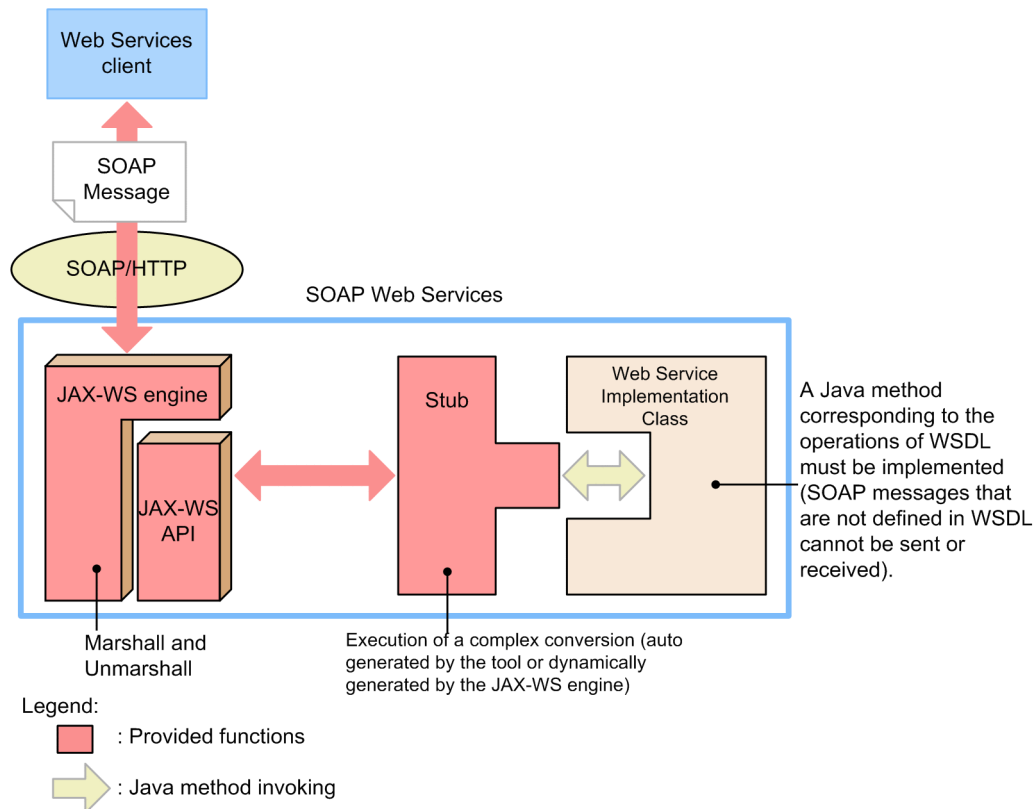 Web Services
client
SOAP
Message
SOAP/HTTP
SOAP Web Services
JAX-WS engine
JAX-WS
API
Stub
Web Service
Implementation
Class
A Java method
corresponding to the
operations of WSDL
must be implemented
(SOAP messages that
are not defined in WSDL
cannot be sent or
received).
Marshall and
Unmarshall
Execution of a complex conversion (auto
generated by the tool or dynamically
generated by the JAX-WS engine)
Legend:
: Provided functions
: Java method invoking